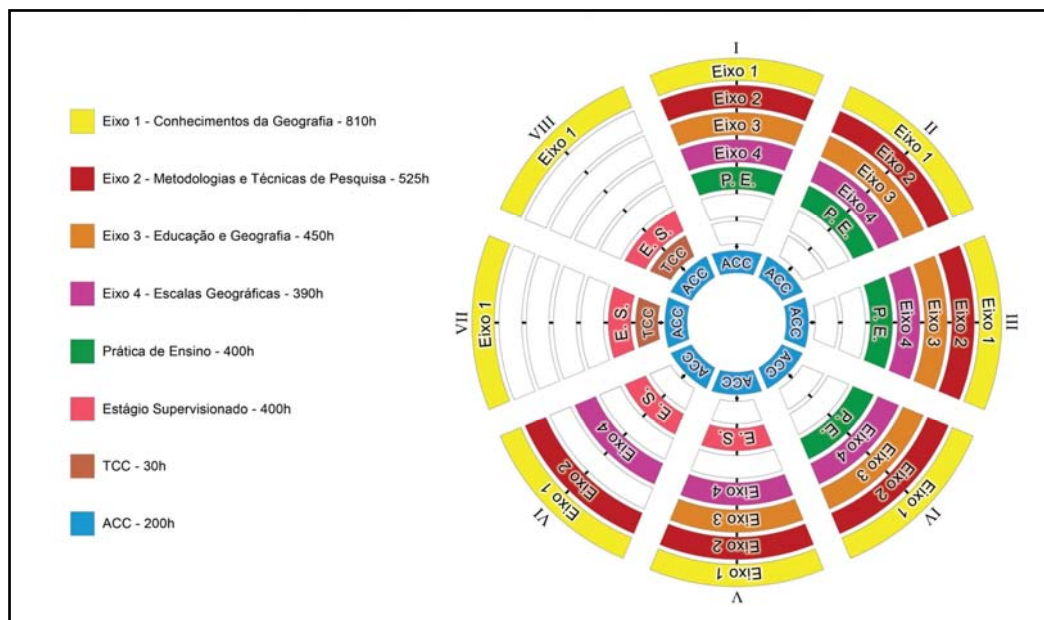 Eixo 1 - Conhecimentos da Geografia - 810h
Eixo 2 - Metodologias e Técnicas de Pesquisa - 525h
Eixo 3 - Educação e Geografia - 450h
Eixo 4 - Escalas Geográficas - 390h
Prática de Ensino - 400h
Estágio Supervisionado - 400h
TCC - 30h
ACC - 200h
I
Eixo 1
Eixo 2
Eixo 3
Eixo 4
P. E.
ACC
II
Eixo 1
Eixo 2
Eixo 3
Eixo 4
P. E.
ACC
III
Eixo 1
Eixo 2
Eixo 3
Eixo 4
P. E.
ACC
IV
Eixo 1
Eixo 2
Eixo 3
Eixo 4
P. E.
ACC
V
Eixo 1
Eixo 2
Eixo 3
Eixo 4
E. S.
ACC
VI
Eixo 1
Eixo 2
Eixo 4
E. S.
ACC
VII
Eixo 1
E. S.
TCC
ACC
VIII
Eixo 1
E. S.
TCC
ACC